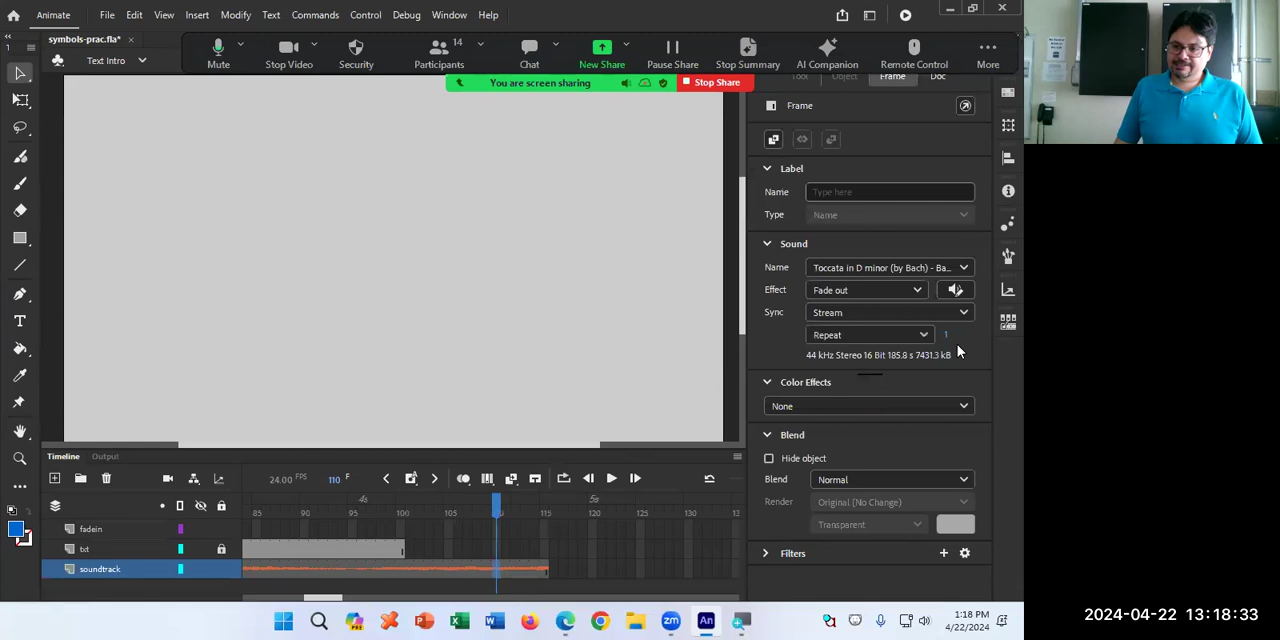 Animate
File
Edit
View
Insert
Modify
Text
Commands
Control
Debug
Window
Help
symbols-prac.fla*
Text Intro
Mute
Stop Video
Security
Participants
14
Chat
New Share
Pause Share
Stop Summary
AI Companion
Remote Control
More
You are screen sharing
Stop Share
Tool
Object
Frame
Doc
Frame
Label
Name
Type here
Type
Name
Sound
Name
Toccata in D minor (by Bach) - Ba...
Effect
Fade out
Sync
Stream
Repeat
1
44 kHz Stereo 16 Bit 185.8 s 7431.3 kB
Color Effects
None
Blend
Hide object
Blend
Normal
Render
Original (No Change)
Transparent
Filters
Timeline
Output
24.00 FPS
110 F
4s
5s
85
90
95
100
105
115
120
125
130
fadein
txt
soundtrack
1:18 PM
4/22/2024
2024-04-22 13:18:33